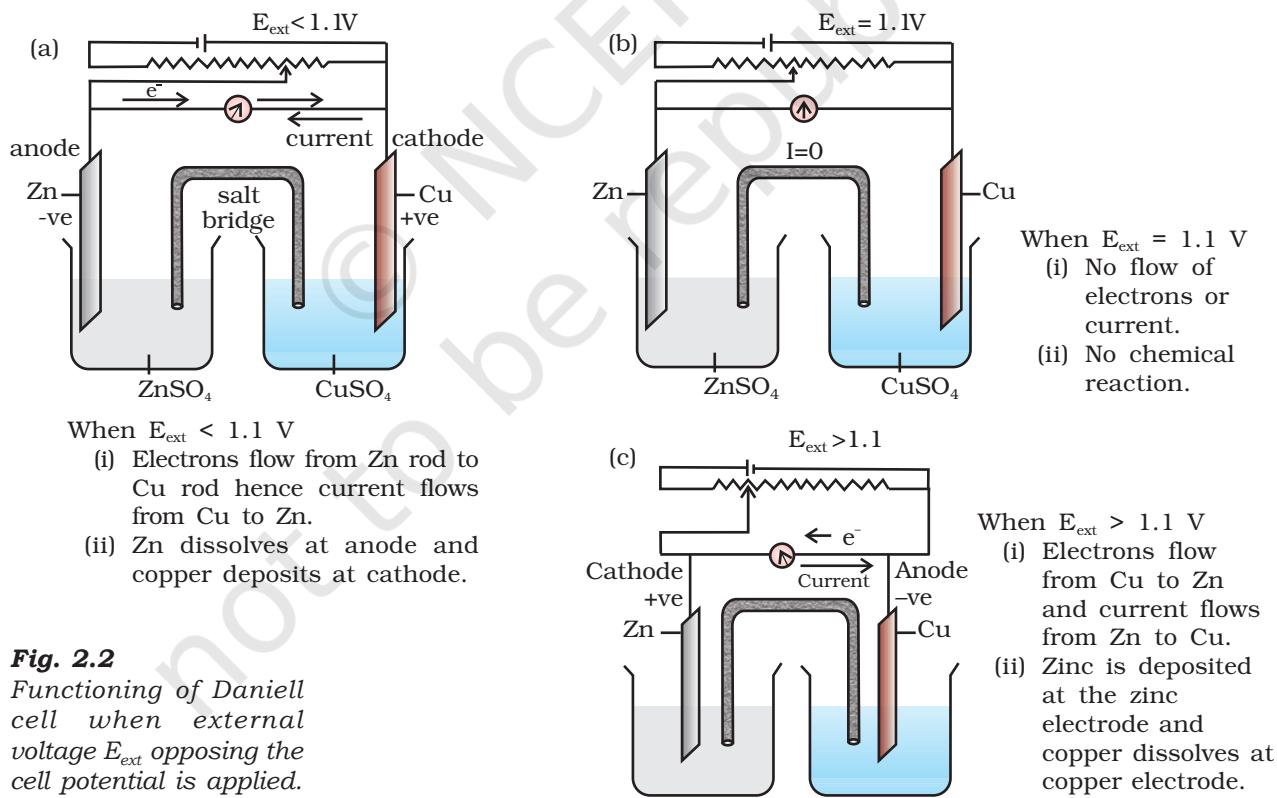 (a)
E_ext < 1.1V
e⁻
current
cathode
anode
Zn
-ve
salt
bridge
Cu
+ve
ZnSO₄
CuSO₄
When E_ext < 1.1 V
(i) Electrons flow from Zn rod to
Cu rod hence current flows
from Cu to Zn.
(ii) Zn dissolves at anode and
copper deposits at cathode.
(b)
E_ext = 1.1V
I=0
Zn
Cu
ZnSO₄
CuSO₄
When E_ext = 1.1 V
(i) No flow of
electrons or
current.
(ii) No chemical
reaction.
(c)
E_ext >1.1
e⁻
Current
Cathode
+ve
Anode
–ve
Zn
Cu
When E_ext > 1.1 V
(i) Electrons flow
from Cu to Zn
and current flows
from Zn to Cu.
(ii) Zinc is deposited
at the zinc
electrode and
copper dissolves at
copper electrode.
Fig. 2.2
Functioning of Daniell
cell when external
voltage E_ext opposing the
cell potential is applied.
not to be repub